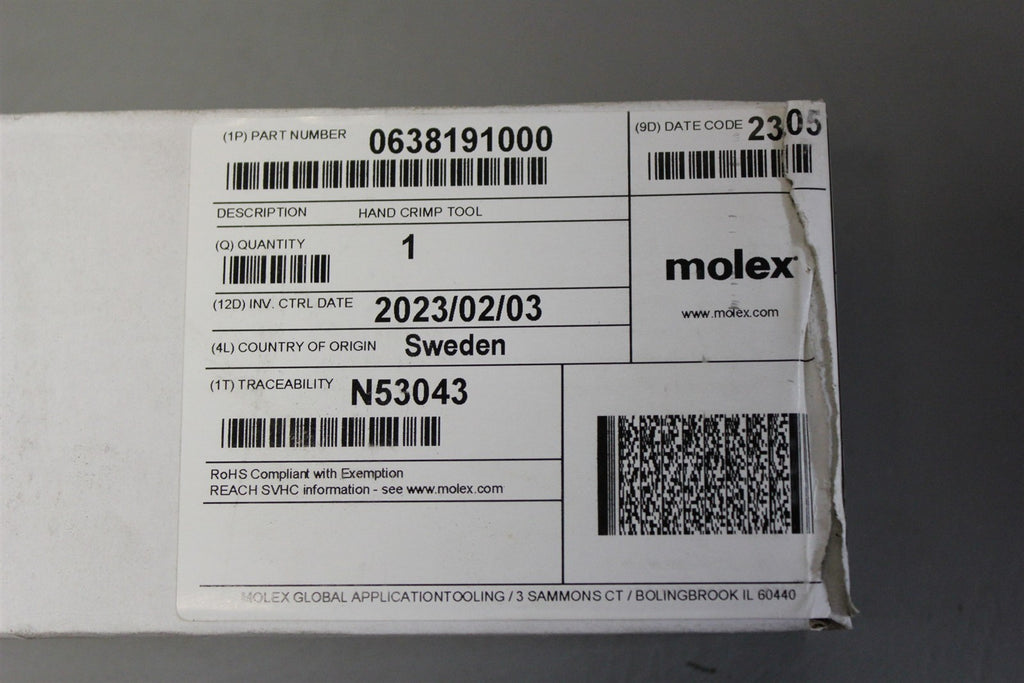 (1P) PART NUMBER 0638191000
(9D) DATE CODE 2305
DESCRIPTION HAND CRIMP TOOL
(Q) QUANTITY 1
molex
www.molex.com
(12D) INV. CTRL DATE 2023/02/03
(4L) COUNTRY OF ORIGIN Sweden
(1T) TRACEABILITY N53043
RoHS Compliant with Exemption
REACH SVHC information - see www.molex.com
MOLEX GLOBAL APPLICATIONTOOLING / 3 SAMMONS CT / BOLINGBROOK IL 60440